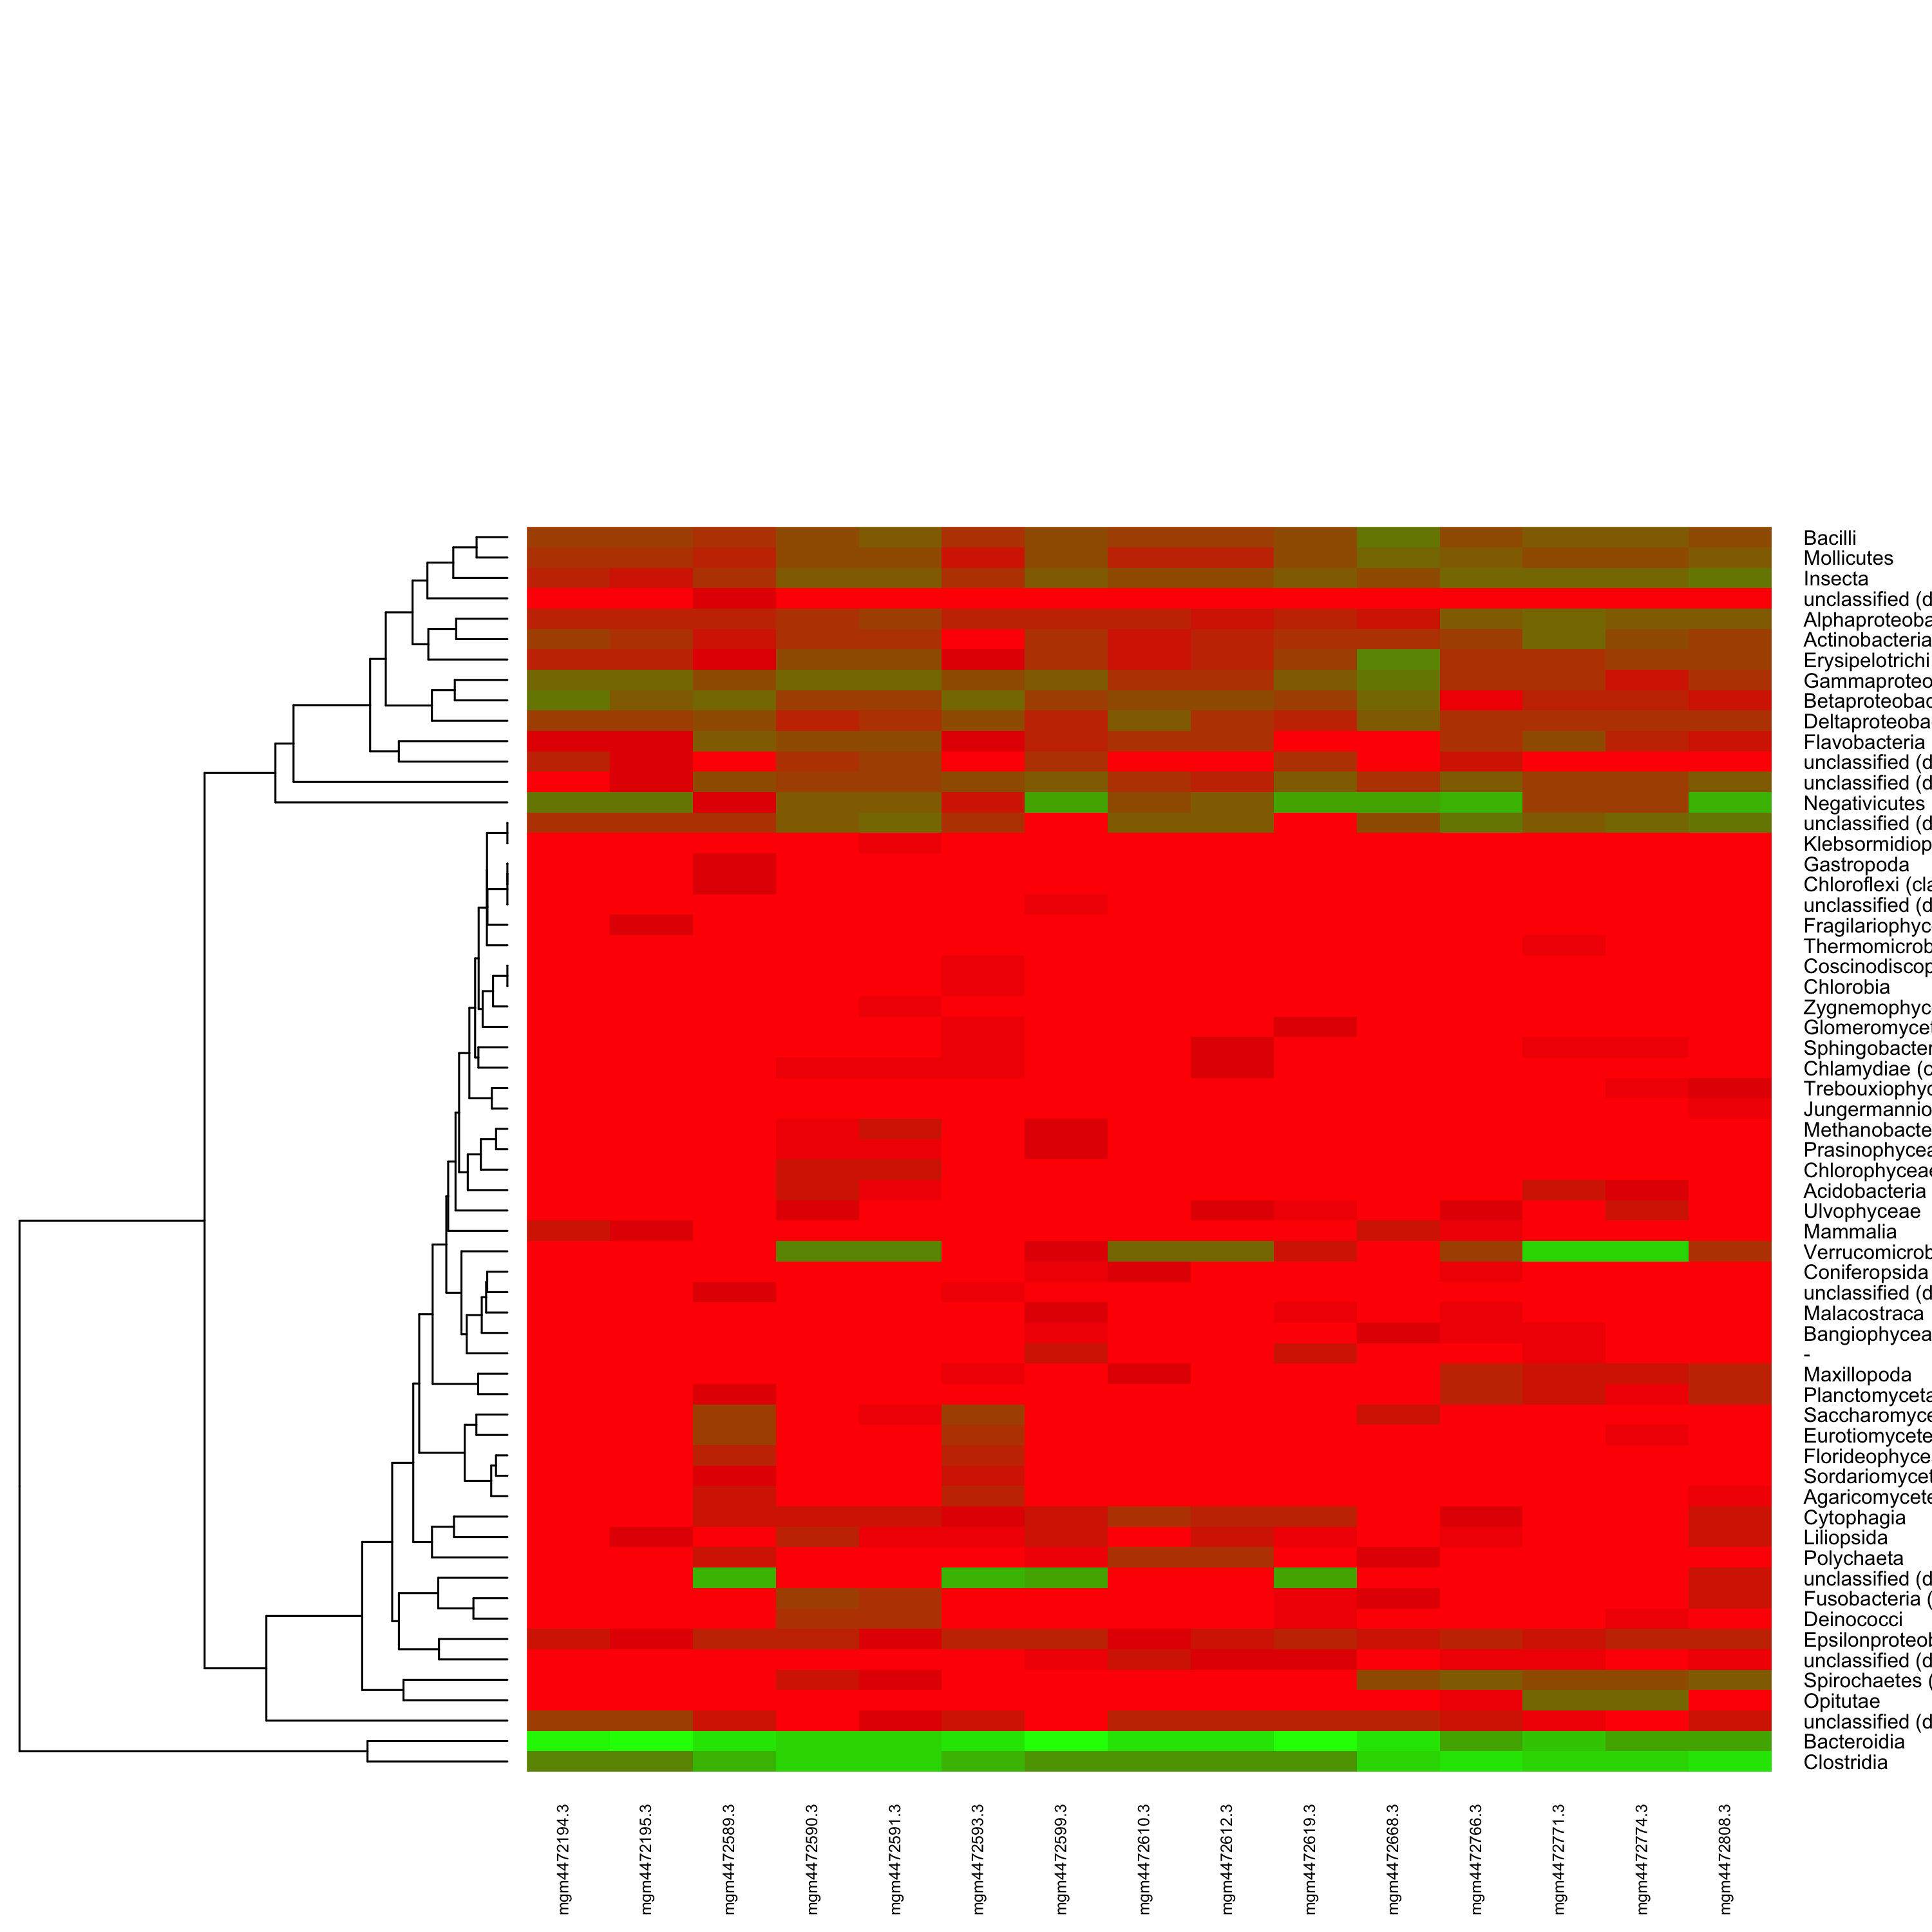 Bacilli
Mollicutes
Insecta
unclassified (d
Alphaproteoba
Actinobacteria
Erysipelotrichi
Gammaproteo
Betaproteobac
Deltaproteoba
Flavobacteria
unclassified (d
unclassified (d
Negativicutes
unclassified (d
Klebsormidiop
Gastropoda
Chloroflexi (cla
unclassified (d
Fragilariophyc
Thermomicrob
Coscinodiscop
Chlorobia
Zygnemophyc
Glomeromycet
Sphingobacter
Chlamydiae (c
Trebouxiophyc
Jungermannio
Methanobacte
Prasinophycea
Chlorophyceae
Acidobacteria
Ulvophyceae
Mammalia
Verrucomicrob
Coniferopsida
unclassified (d
Malacostraca
Bangiophycea
-
Maxillopoda
Planctomyceta
Saccharomyce
Eurotiomycete
Florideophyce
Sordariomycet
Agaricomycete
Cytophagia
Liliopsida
Polychaeta
unclassified (d
Fusobacteria (
Deinococci
Epsilonproteob
unclassified (d
Spirochaetes (
Opitutae
unclassified (d
Bacteroidia
Clostridia
mgm4472194.3
mgm4472195.3
mgm4472589.3
mgm4472590.3
mgm4472591.3
mgm4472593.3
mgm4472599.3
mgm4472610.3
mgm4472612.3
mgm4472619.3
mgm4472668.3
mgm4472766.3
mgm4472771.3
mgm4472774.3
mgm4472808.3